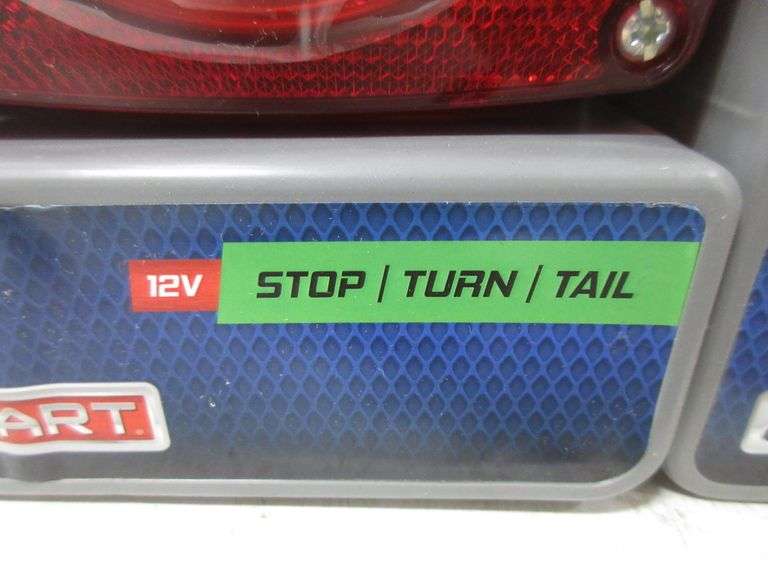 12V STOP / TURN / TAIL
ART